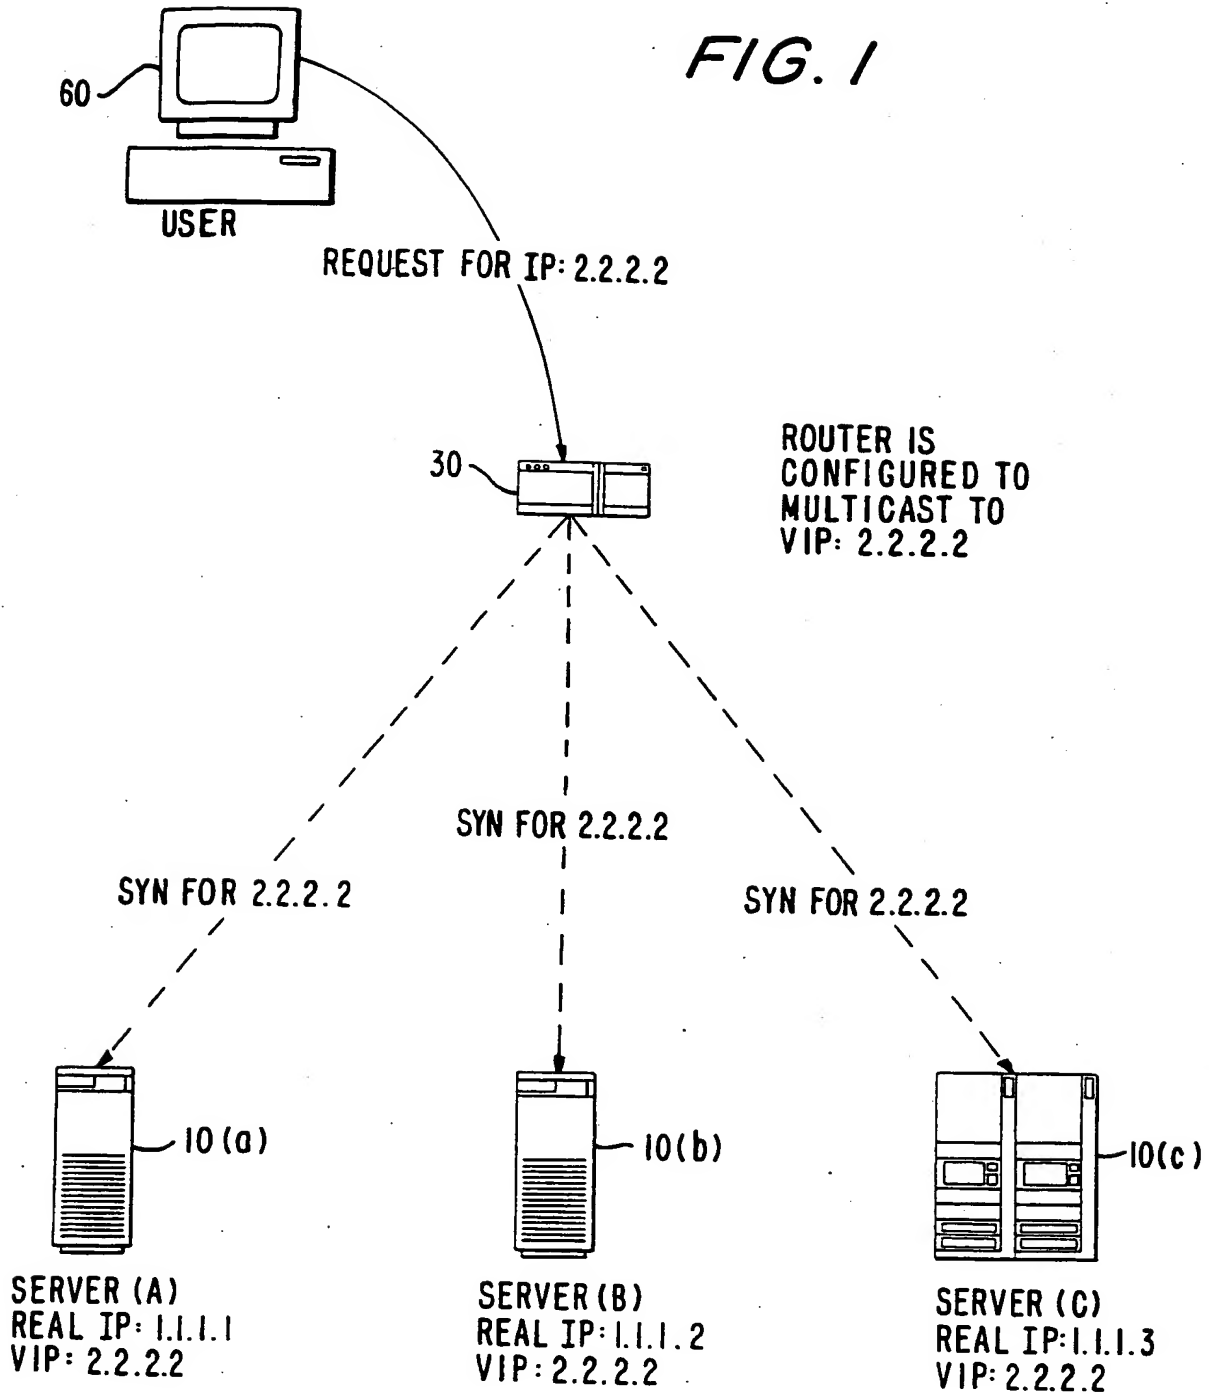 FIG. 1
60
USER
REQUEST FOR IP: 2.2.2.2
30
ROUTER IS
CONFIGURED TO
MULTICAST TO
VIP: 2.2.2.2
SYN FOR 2.2.2.2
SYN FOR 2.2.2.2
SYN FOR 2.2.2.2
10(a)
10(b)
10(c)
SERVER (A)
REAL IP: 1.1.1.1
VIP: 2.2.2.2
SERVER (B)
REAL IP: 1.1.1.2
VIP: 2.2.2.2
SERVER (C)
REAL IP: 1.1.1.3
VIP: 2.2.2.2